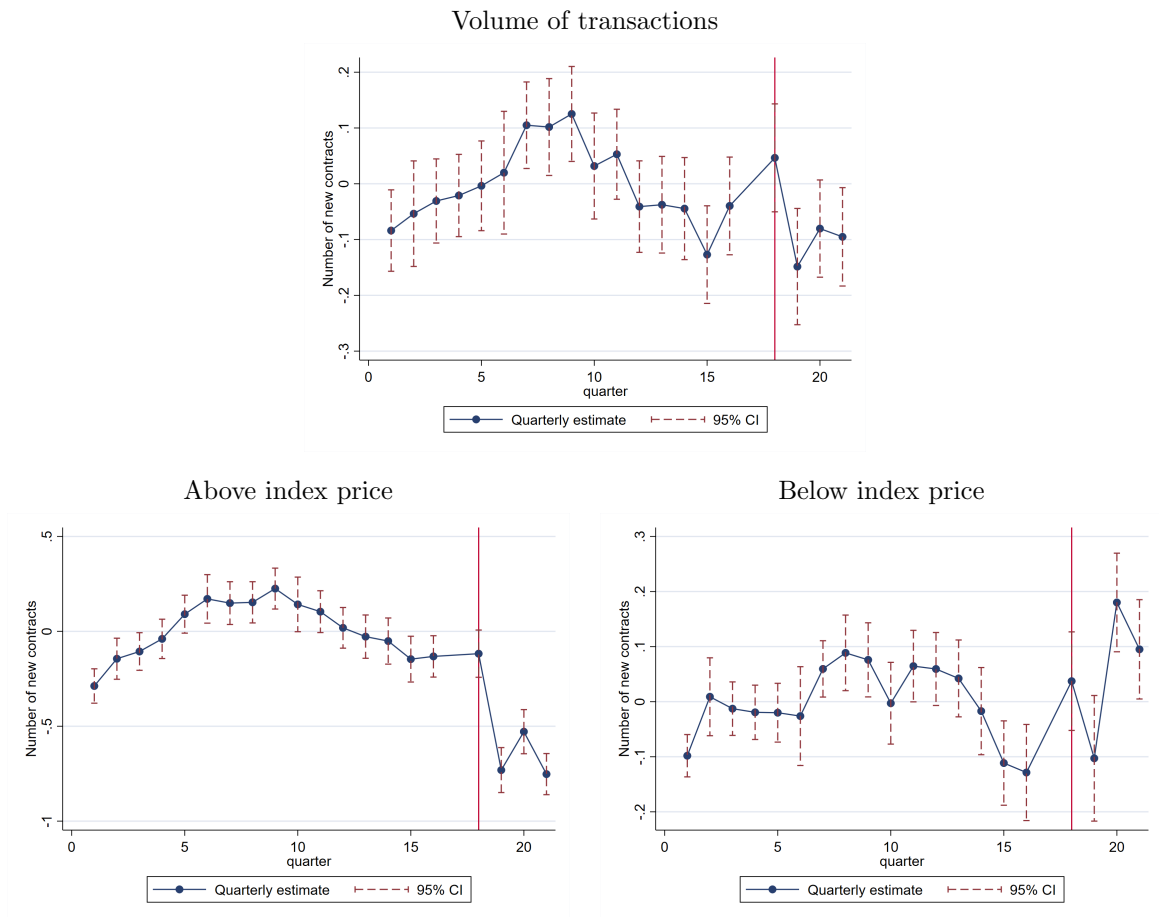 Volume of transactions
Number of new contracts
.2
.1
0
-.1
-.2
-.3
0 5 10 15 20
quarter
Quarterly estimate 95% CI
Above index price
Number of new contracts
.5
0
-.5
-1
0 5 10 15 20
quarter
Quarterly estimate 95% CI
Below index price
Number of new contracts
.3
.2
.1
0
-.1
-.2
0 5 10 15 20
quarter
Quarterly estimate 95% CI